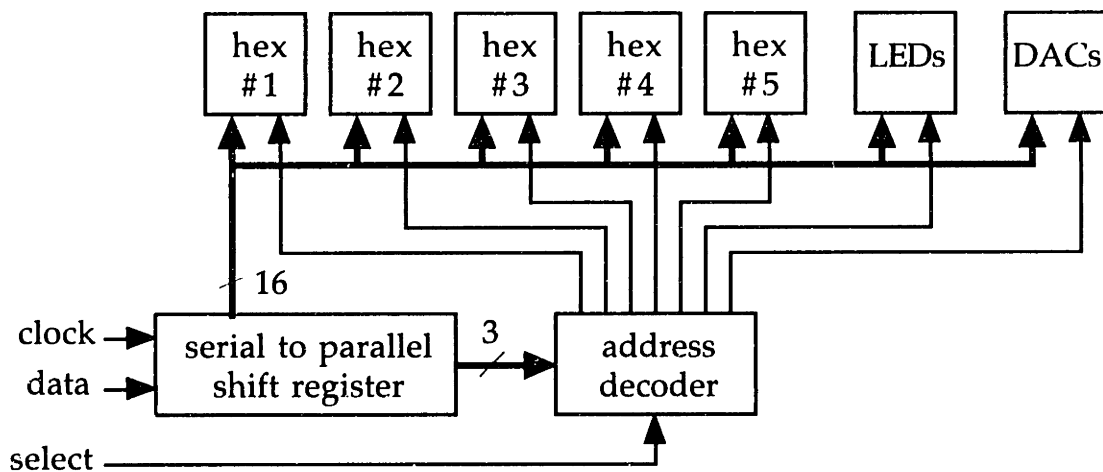 hex
#1
hex
#2
hex
#3
hex
#4
hex
#5
LEDs
DACs
16
clock
data
select
serial to parallel
shift register
3
address
decoder